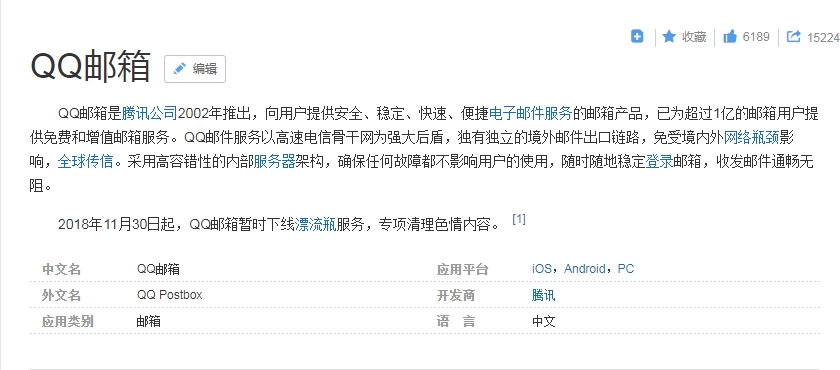 收藏 6189 15224
QQ邮箱 编辑
QQ邮箱是腾讯公司2002年推出，向用户提供安全、稳定、快速、便捷电子邮件服务的邮箱产品，已为超过1亿的邮箱用户提
供免费和增值邮箱服务。QQ邮件服务以高速电信骨干网为强大后盾，独有独立的境外邮件出口链路，免受境内外网络瓶颈影
响，全球传信。采用高容错性的内部服务器架构，确保任何故障都不影响用户的使用，随时随地稳定登录邮箱，收发邮件通畅无
阻。
2018年11月30日起，QQ邮箱暂时下线漂流瓶服务，专项清理色情内容。 [1]
中文名 QQ邮箱 应用平台 iOS，Android，PC
外文名 QQ Postbox 开发商 腾讯
应用类别 邮箱 语 言 中文